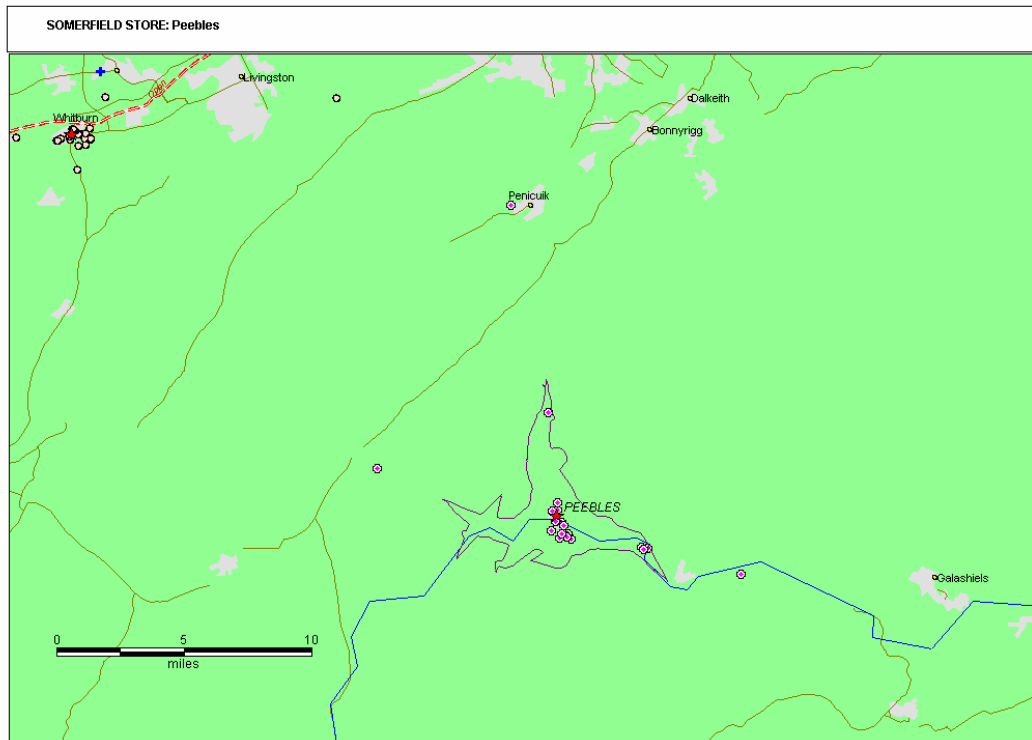 SOMERFIELD STORE: Peebles
Livingston
Whitburn
Dalkeith
Bonnyrigg
Penicuik
PEEBLES
Galashiels
0 5 10
miles